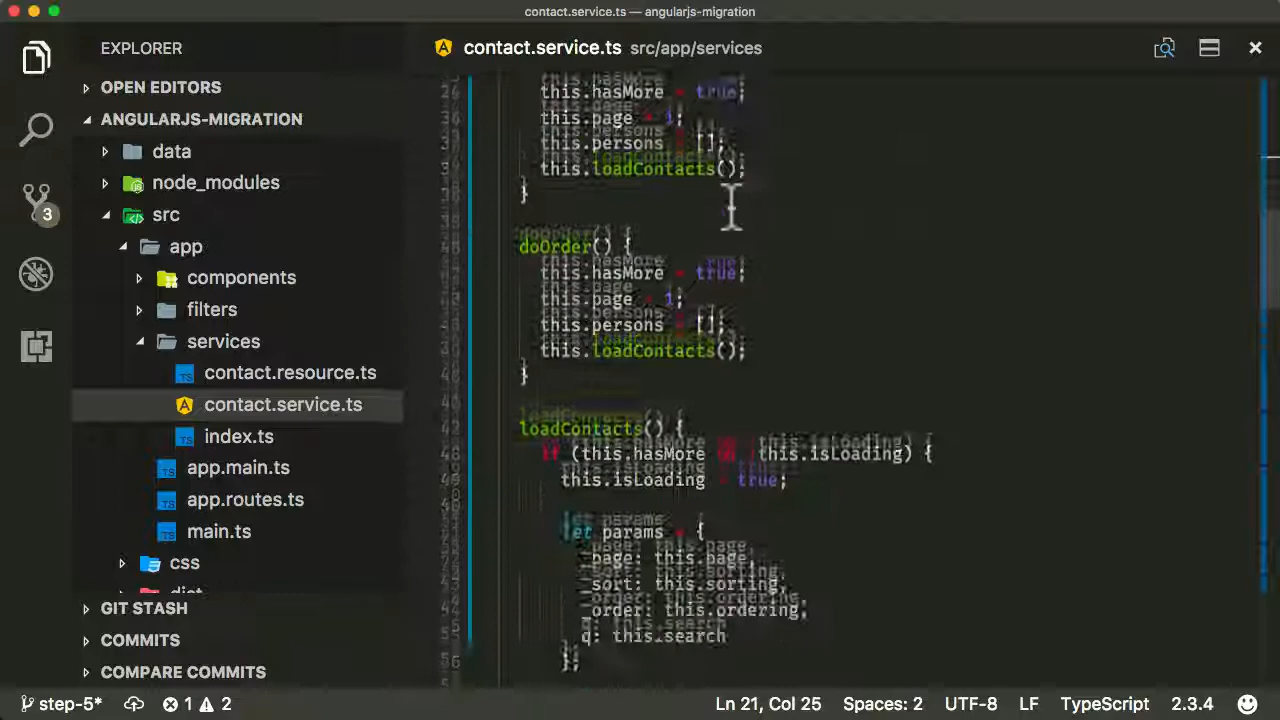 contact.service.ts — angularjs-migration
EXPLORER
contact.service.ts src/app/services
OPEN EDITORS
ANGULARJS-MIGRATION
data
node_modules
src
app
components
filters
services
contact.resource.ts
contact.service.ts
index.ts
app.main.ts
app.routes.ts
main.ts
css
GIT STASH
COMMITS
COMPARE COMMITS
3
this.hasMore = true;
this.page = 1;
this.persons = [];
this.loadContacts();
}
doOrder() {
this.hasMore = true;
this.page = 1;
this.persons = [];
this.loadContacts();
}
loadContacts() {
if (this.hasMore && !this.isLoading) {
this.isLoading = true;
let params = {
_page: this.page,
_sort: this.sorting,
_order: this.ordering,
q: this.search
};
step-5* 1 2
Ln 21, Col 25 Spaces: 2 UTF-8 LF TypeScript 2.3.4